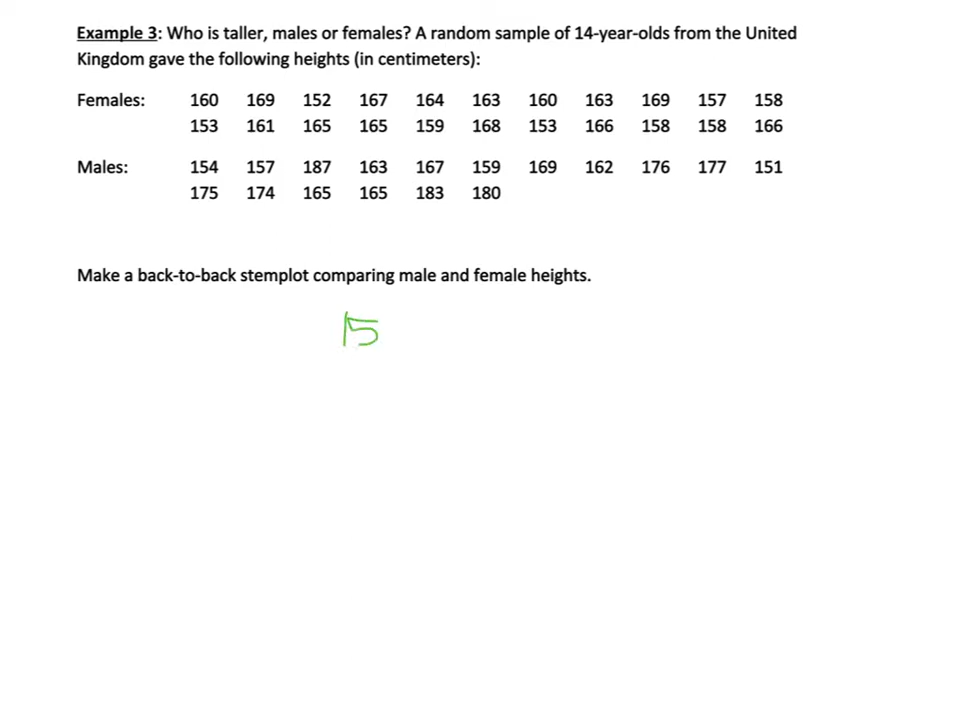 Example 3: Who is taller, males or females? A random sample of 14-year-olds from the United
Kingdom gave the following heights (in centimeters):
Females: 160 169 152 167 164 163 160 163 169 157 158
153 161 165 165 159 168 153 166 158 158 166
Males: 154 157 187 163 167 159 169 162 176 177 151
175 174 165 165 183 180
Make a back-to-back stemplot comparing male and female heights.
15